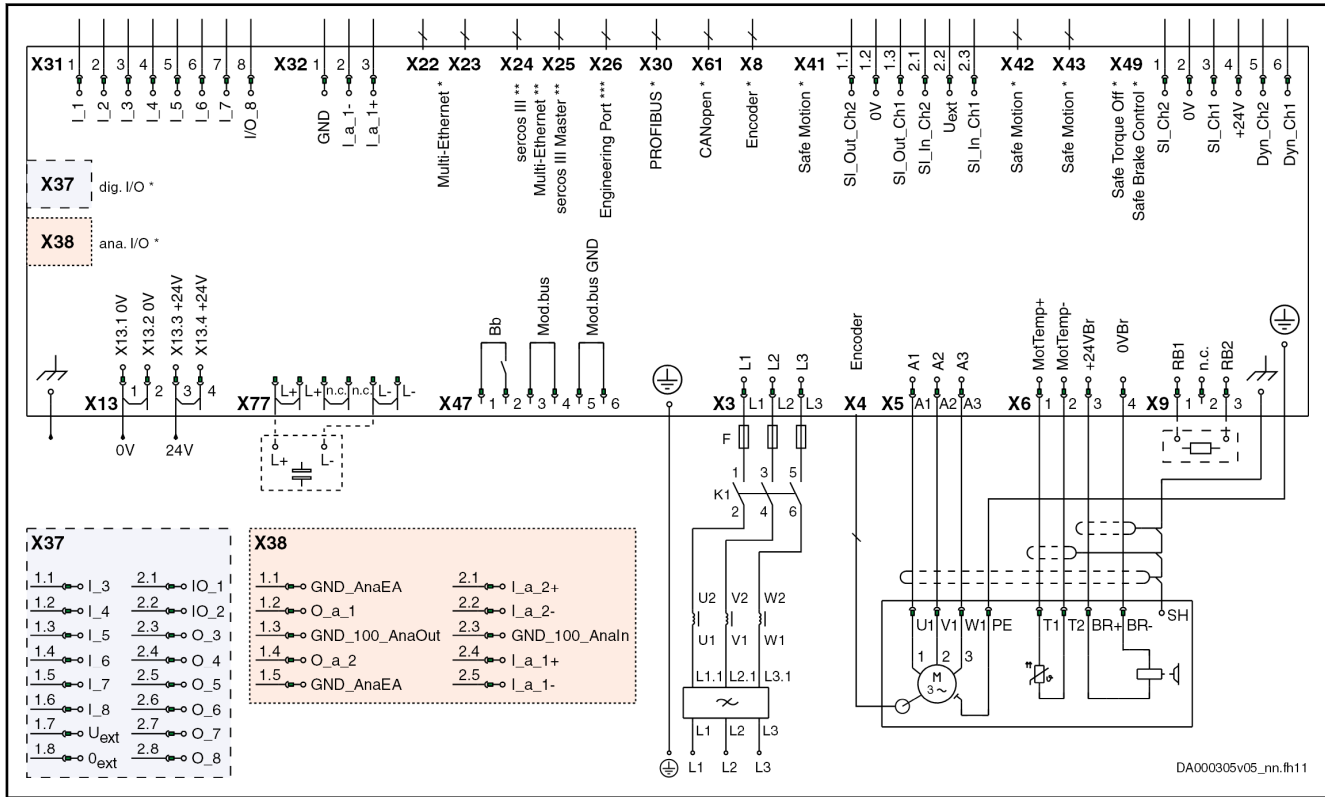 X31 1 2 3 4 5 6 7 8
I_1 I_2 I_3 I_4 I_5 I_6 I_7 I/O_8
X32 1 2 3
GND I_a_1- I_a_1+
X22 X23
Multi-Ethernet *
X24 X25
sercos III **
Multi-Ethernet **
sercos III Master **
X26
Engineering Port ***
X30
PROFIBUS *
X61
CANopen *
X8
Encoder *
X41
Safe Motion *
1.1 1.2 1.3 2.1 2.2 2.3
SI_Out_Ch2 0V SI_Out_Ch1 SI_In_Ch2 Uext SI_In_Ch1
X42
Safe Motion *
X43
Safe Motion *
X49
Safe Torque Off *
Safe Brake Control *
1 2 3 4 5 6
SI_Ch2 0V SI_Ch1 +24V Dyn_Ch2 Dyn_Ch1
X37 dig. I/O *
X38 ana. I/O *
X13.1 0V
X13.2 0V
X13.3 +24V
X13.4 +24V
X13 1 2 3 4
0V 24V
X77 L+ L+ n.c. n.c. L- L-
L+ L-
Bb
Mod.bus
Mod.bus GND
X47 1 2 3 4 5 6
L1 L2 L3
X3 L1 L2 L3
F
1 3 5
K1
2 4 6
U2 V2 W2
U1 V1 W1
L1.1 L2.1 L3.1
L1 L2 L3
L1 L2 L3
Encoder
X4
A1 A2 A3
X5 A1 A2 A3
MotTemp+ MotTemp- +24VBr 0VBr
X6 1 2 3 4
RB1 n.c. RB2
X9 1 2 3
SH
U1 V1 W1 PE T1 T2 BR+ BR-
1 2 3
M
3 ~
ϑ
X37
1.1 I_3 2.1 IO_1
1.2 I_4 2.2 IO_2
1.3 I_5 2.3 O_3
1.4 I_6 2.4 O_4
1.5 I_7 2.5 O_5
1.6 I_8 2.6 O_6
1.7 Uext 2.7 O_7
1.8 0ext 2.8 O_8
X38
1.1 GND_AnaEA 2.1 I_a_2+
1.2 O_a_1 2.2 I_a_2-
1.3 GND_100_AnaOut 2.3 GND_100_AnaIn
1.4 O_a_2 2.4 I_a_1+
1.5 GND_AnaEA 2.5 I_a_1-
DA000305v05_nn.fh11